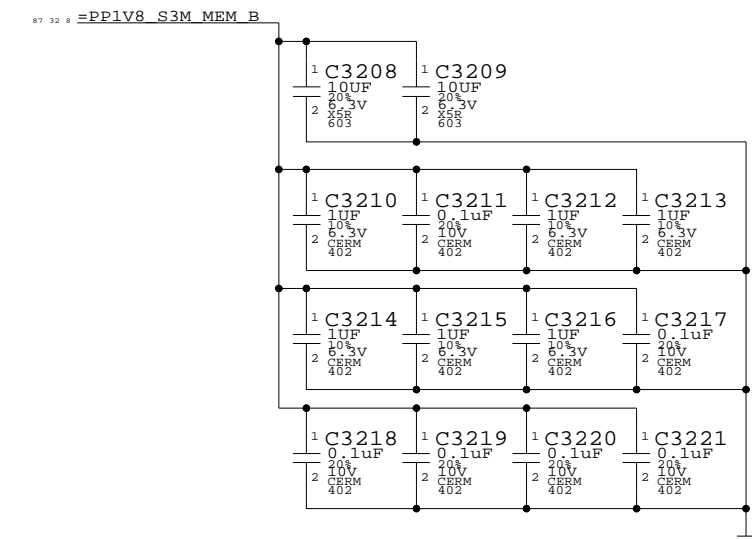 87 32 8 =PP1V8_S3M_MEM_B
1 C3208 1 C3209
10UF 10UF
20% 20%
6.3V 6.3V
2 X5R 2 X5R
603 603
1 C3210 1 C3211 1 C3212 1 C3213
1UF 0.1uF 1UF 1UF
10% 20% 10% 10%
6.3V 10V 6.3V 6.3V
2 CERM 2 CERM 2 CERM 2 CERM
402 402 402 402
1 C3214 1 C3215 1 C3216 1 C3217
1UF 1UF 1UF 0.1uF
10% 10% 10% 20%
6.3V 6.3V 6.3V 10V
2 CERM 2 CERM 2 CERM 2 CERM
402 402 402 402
1 C3218 1 C3219 1 C3220 1 C3221
0.1uF 0.1uF 0.1uF 0.1uF
20% 20% 20% 20%
10V 10V 10V 10V
2 CERM 2 CERM 2 CERM 2 CERM
402 402 402 402